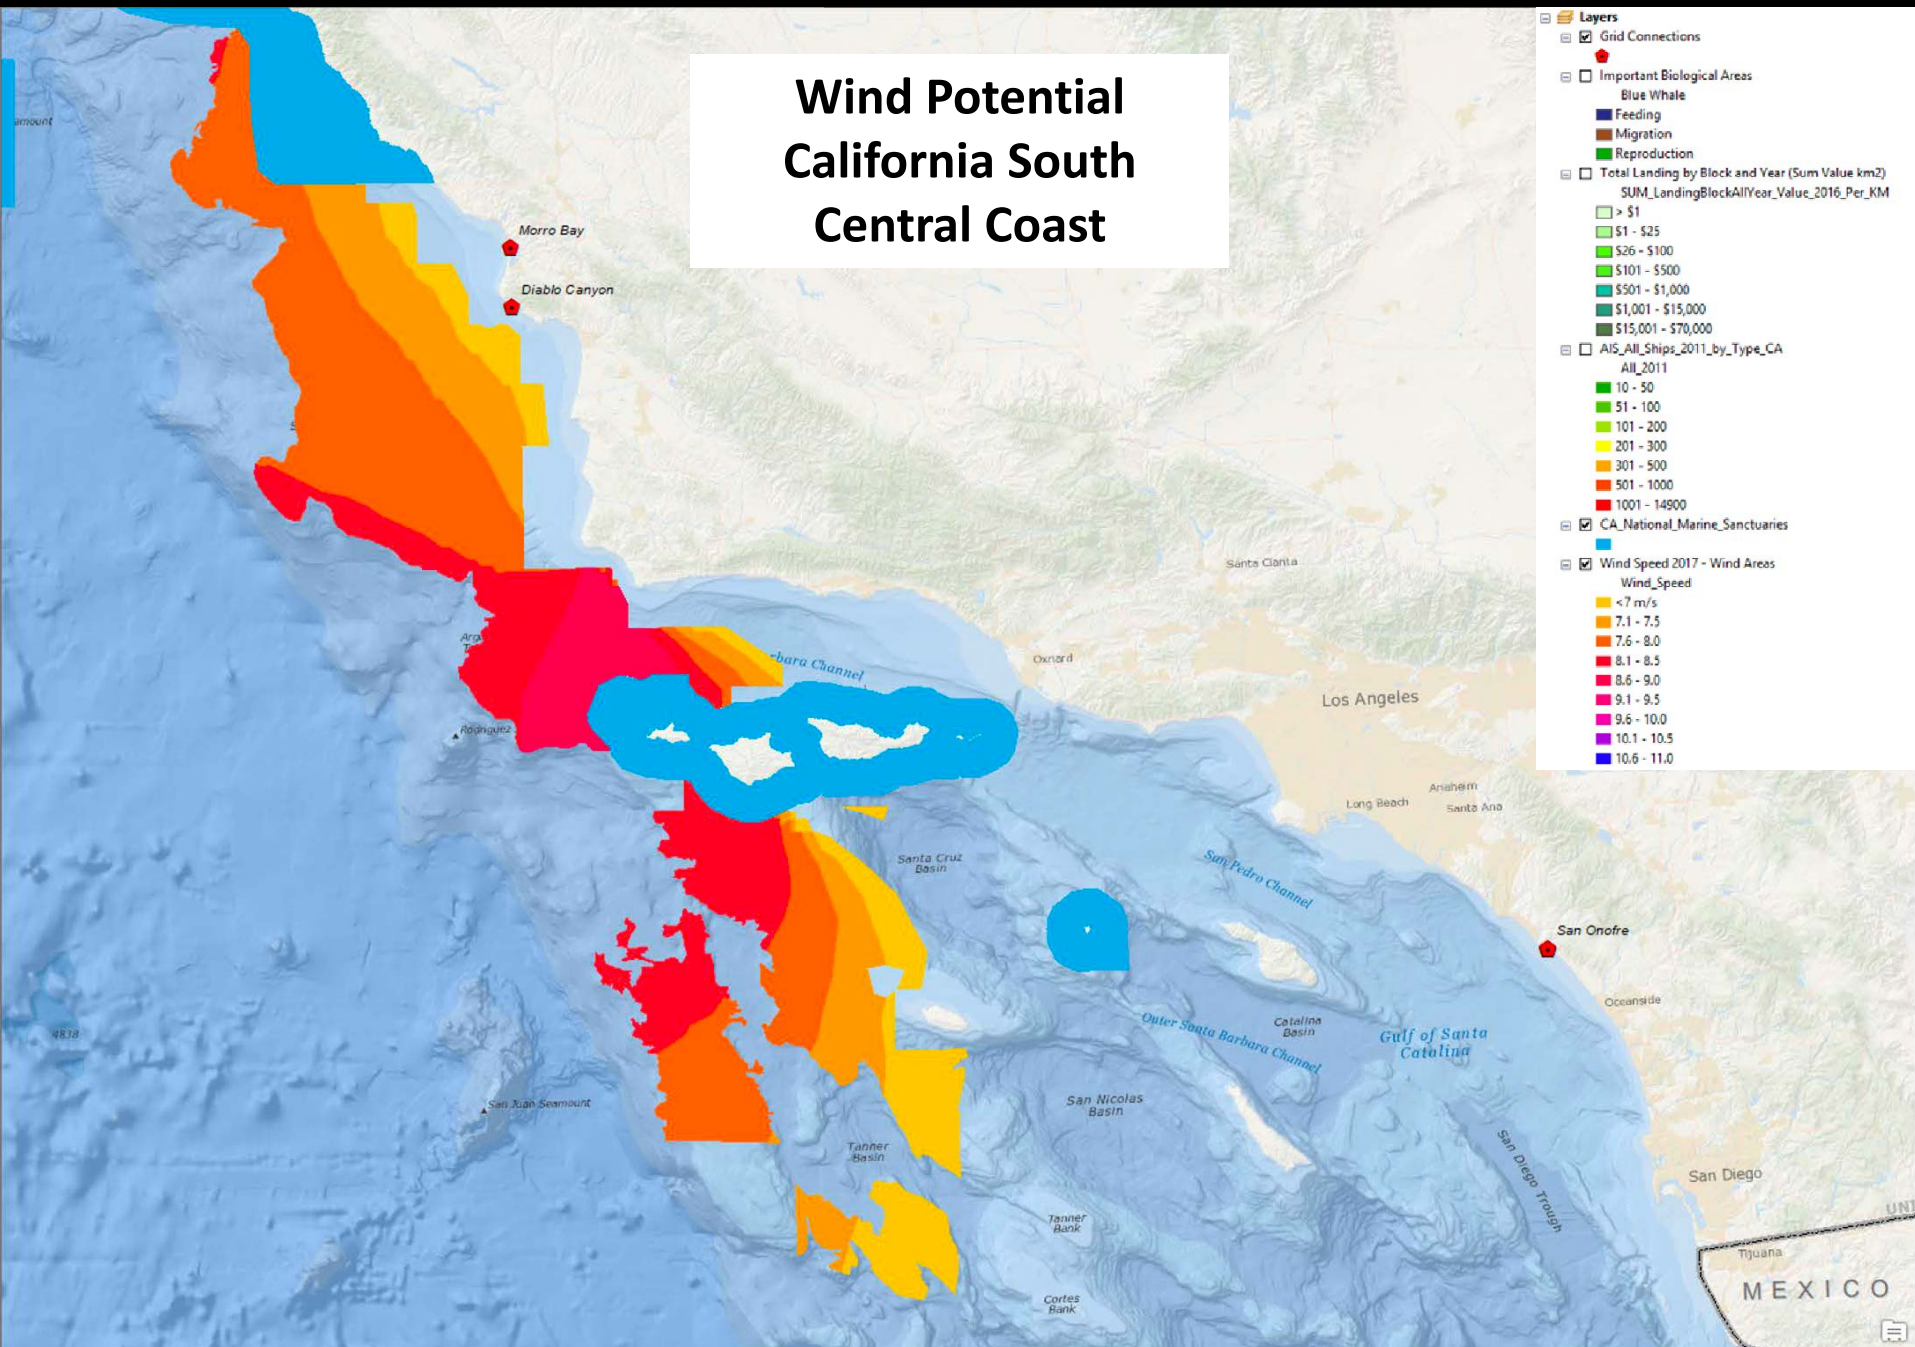 Wind Potential
California South
Central Coast
Layers
Grid Connections
Important Biological Areas
Blue Whale
Feeding
Migration
Reproduction
Total Landing by Block and Year (Sum Value km2)
SUM_LandingBlockAllYear_Value_2016_Per_KM
> $1
$1 - $25
$26 - $100
$101 - $500
$501 - $1,000
$1,001 - $15,000
$15,001 - $70,000
AIS_All_Ships_2011_by_Type_CA
All_2011
10 - 50
51 - 100
101 - 200
201 - 300
301 - 500
501 - 1000
1001 - 14900
CA_National_Marine_Sanctuaries
Wind Speed 2017 - Wind Areas
Wind_Speed
<7 m/s
7.1 - 7.5
7.6 - 8.0
8.1 - 8.5
8.6 - 9.0
9.1 - 9.5
9.6 - 10.0
10.1 - 10.5
10.6 - 11.0
amount
Morro Bay
Diablo Canyon
Santa Clarita
rbara Channel
Oxnard
Los Angeles
Rodriguez
Anaheim
Long Beach
Santa Ana
Santa Cruz
Basin
San Pedro Channel
San Onofre
Oceanside
4838
Outer Santa Barbara Channel
Catalina
Basin
Gulf of Santa
Catalina
San Juan Seamount
San Nicolas
Basin
Tanner
Basin
San Diego Trough
San Diego
Tanner
Bank
UNI
Tijuana
MEXICO
Cortes
Bank